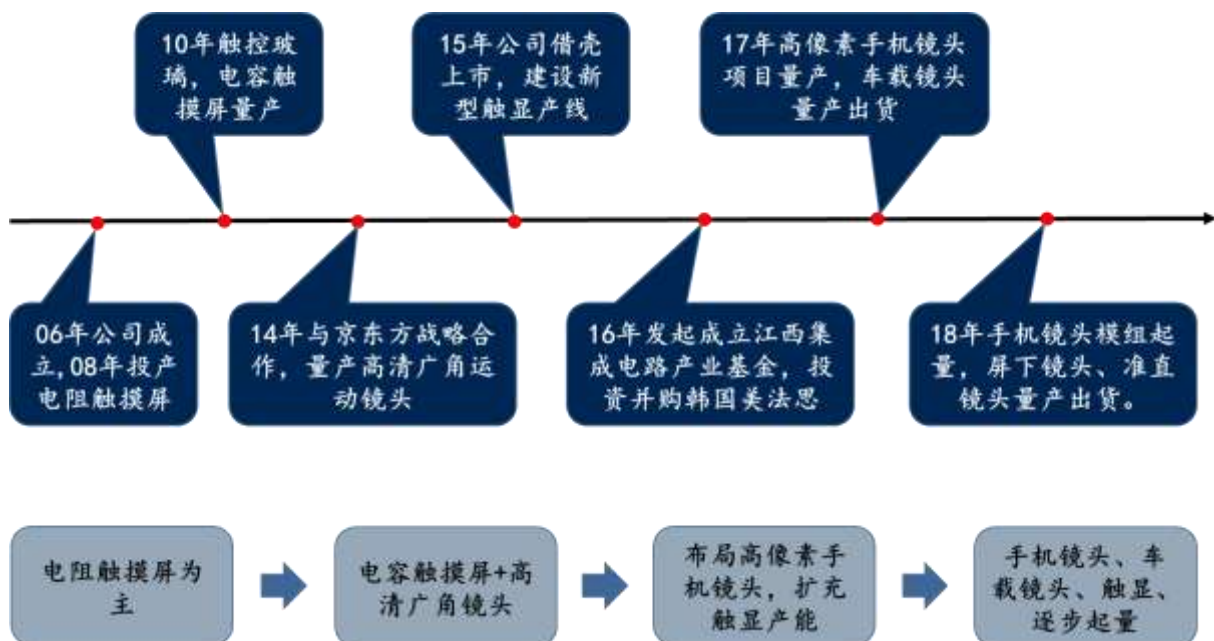 10年触控玻
璃，电容触
摸屏量产
15年公司借壳
上市，建设新
型触显产线
17年高像素手机镜头
项目量产，车载镜头
量产出货
06年公司成
立,08年投产
电阻触摸屏
14年与京东方战略合
作，量产高清广角运
动镜头
16年发起成立江西集
成电路产业基金，投
资并购韩国美法思
18年手机镜头模组起
量，屏下镜头、准直
镜头量产出货。
电阻触摸屏为
主
电容触摸屏+高
清广角镜头
布局高像素手
机镜头，扩充
触显产能
手机镜头、车
载镜头、触显、
逐步起量